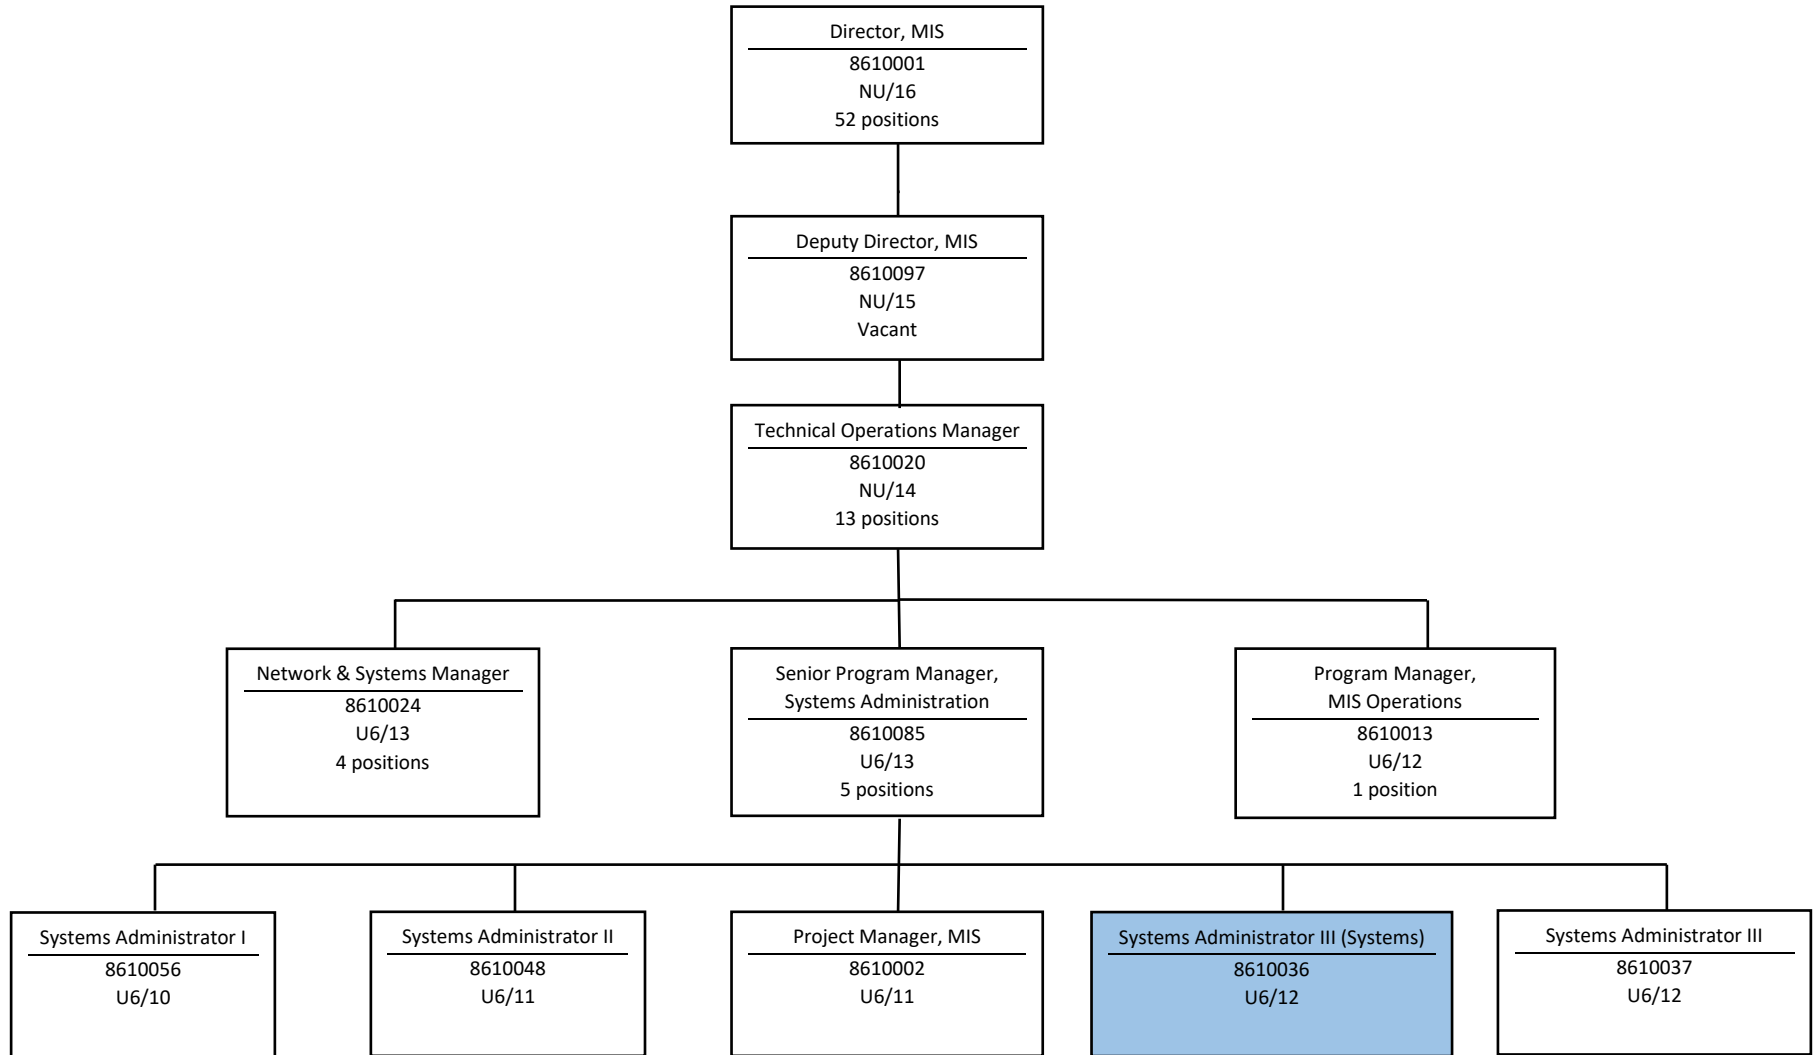 Director, MIS
8610001
NU/16
52 positions
Deputy Director, MIS
8610097
NU/15
Vacant
Technical Operations Manager
8610020
NU/14
13 positions
Network & Systems Manager
8610024
U6/13
4 positions
Senior Program Manager,
Systems Administration
8610085
U6/13
5 positions
Program Manager,
MIS Operations
8610013
U6/12
1 position
Systems Administrator I
8610056
U6/10
Systems Administrator II
8610048
U6/11
Project Manager, MIS
8610002
U6/11
Systems Administrator III (Systems)
8610036
U6/12
Systems Administrator III
8610037
U6/12